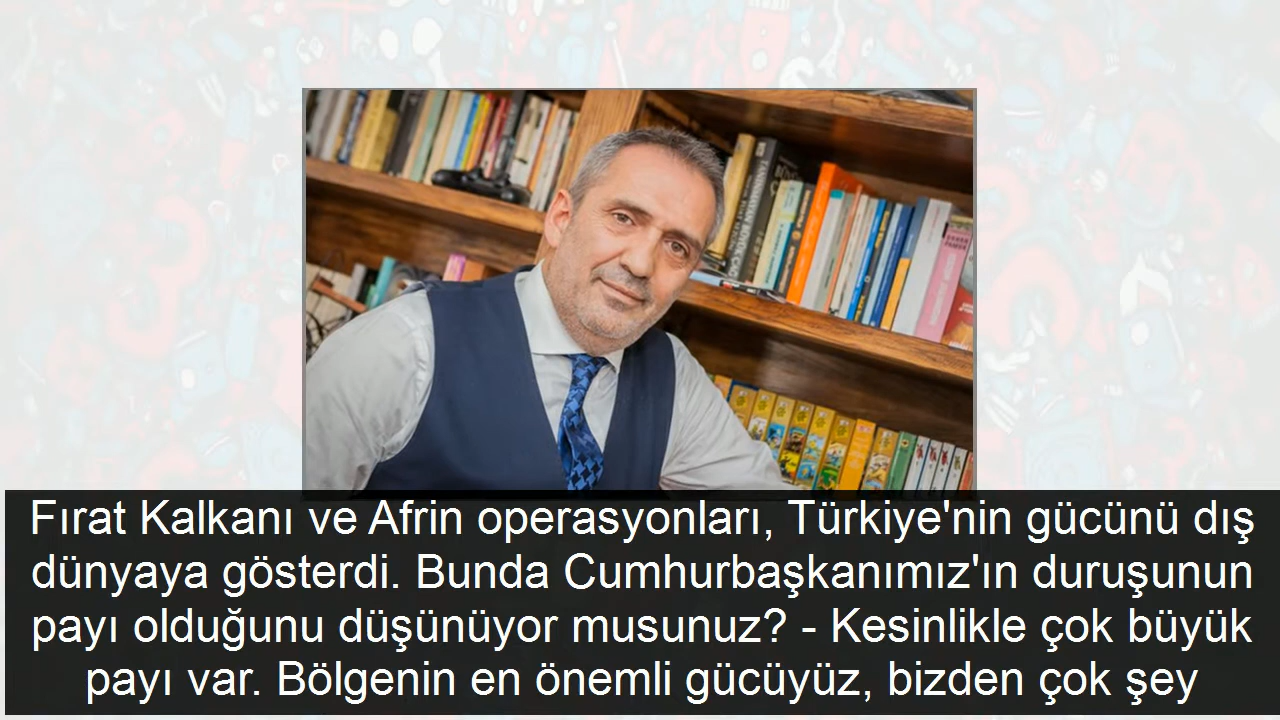 Fırat Kalkanı ve Afrin operasyonları, Türkiye'nin gücünü dış
dünyaya gösterdi. Bunda Cumhurbaşkanımız'ın duruşunun
payı olduğunu düşünüyor musunuz? - Kesinlikle çok büyük
payı var. Bölgenin en önemli gücüyüz, bizden çok şey